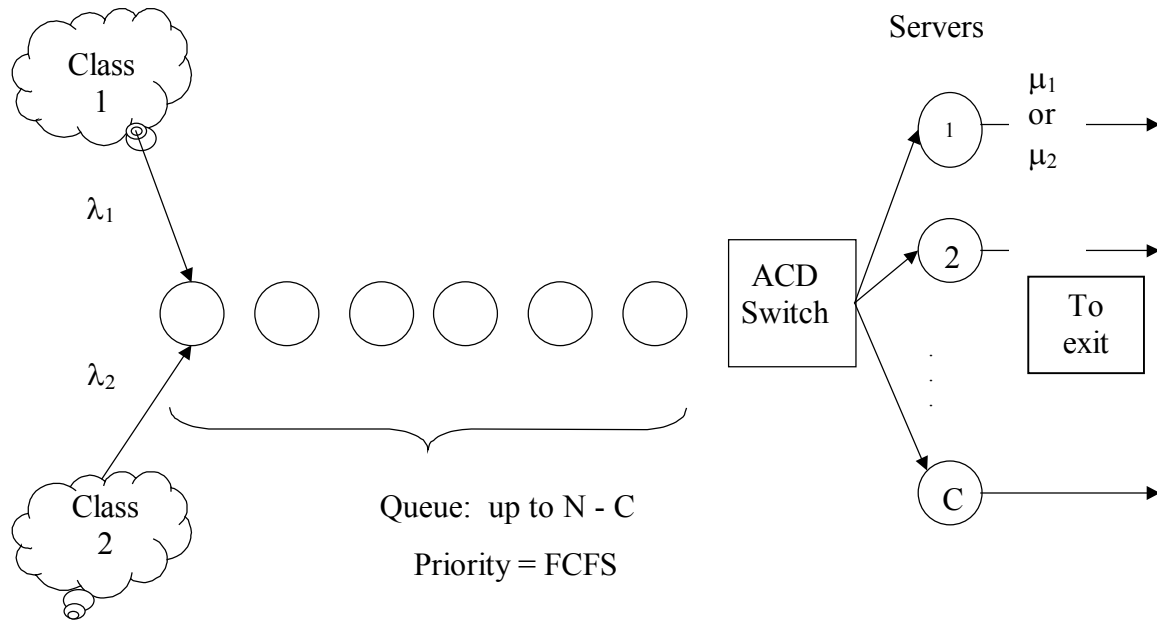 Servers
Class
1
μ₁
or
μ₂
1
λ₁
2
ACD
Switch
To
exit
λ₂
Class
2
C
Queue: up to N - C
Priority = FCFS